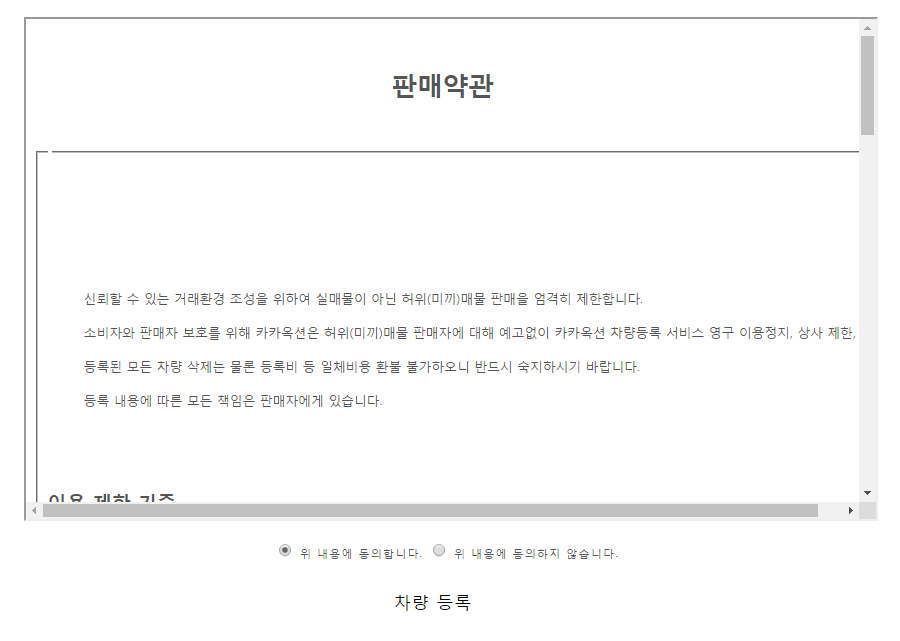 판매약관
신뢰할 수 있는 거래환경 조성을 위하여 실매물이 아닌 허위(미끼)매물 판매을 엄격히 제한합니다.
소비자와 판매자 보호를 위해 카카옥션은 허위(미끼)매물 판매자에 대해 예고없이 카카옥션 차량등록 서비스 영구 이용정지, 상사 제한,
등록된 모든 차량 삭제는 물론 등록비 등 일체비용 환불 불가하오니 반드시 숙지하시기 바랍니다.
등록 내용에 따른 모든 책임은 판매자에게 있습니다.
이용 제한 기준
위 내용에 동의합니다. 위 내용에 동의하지 않습니다.
차량 등록